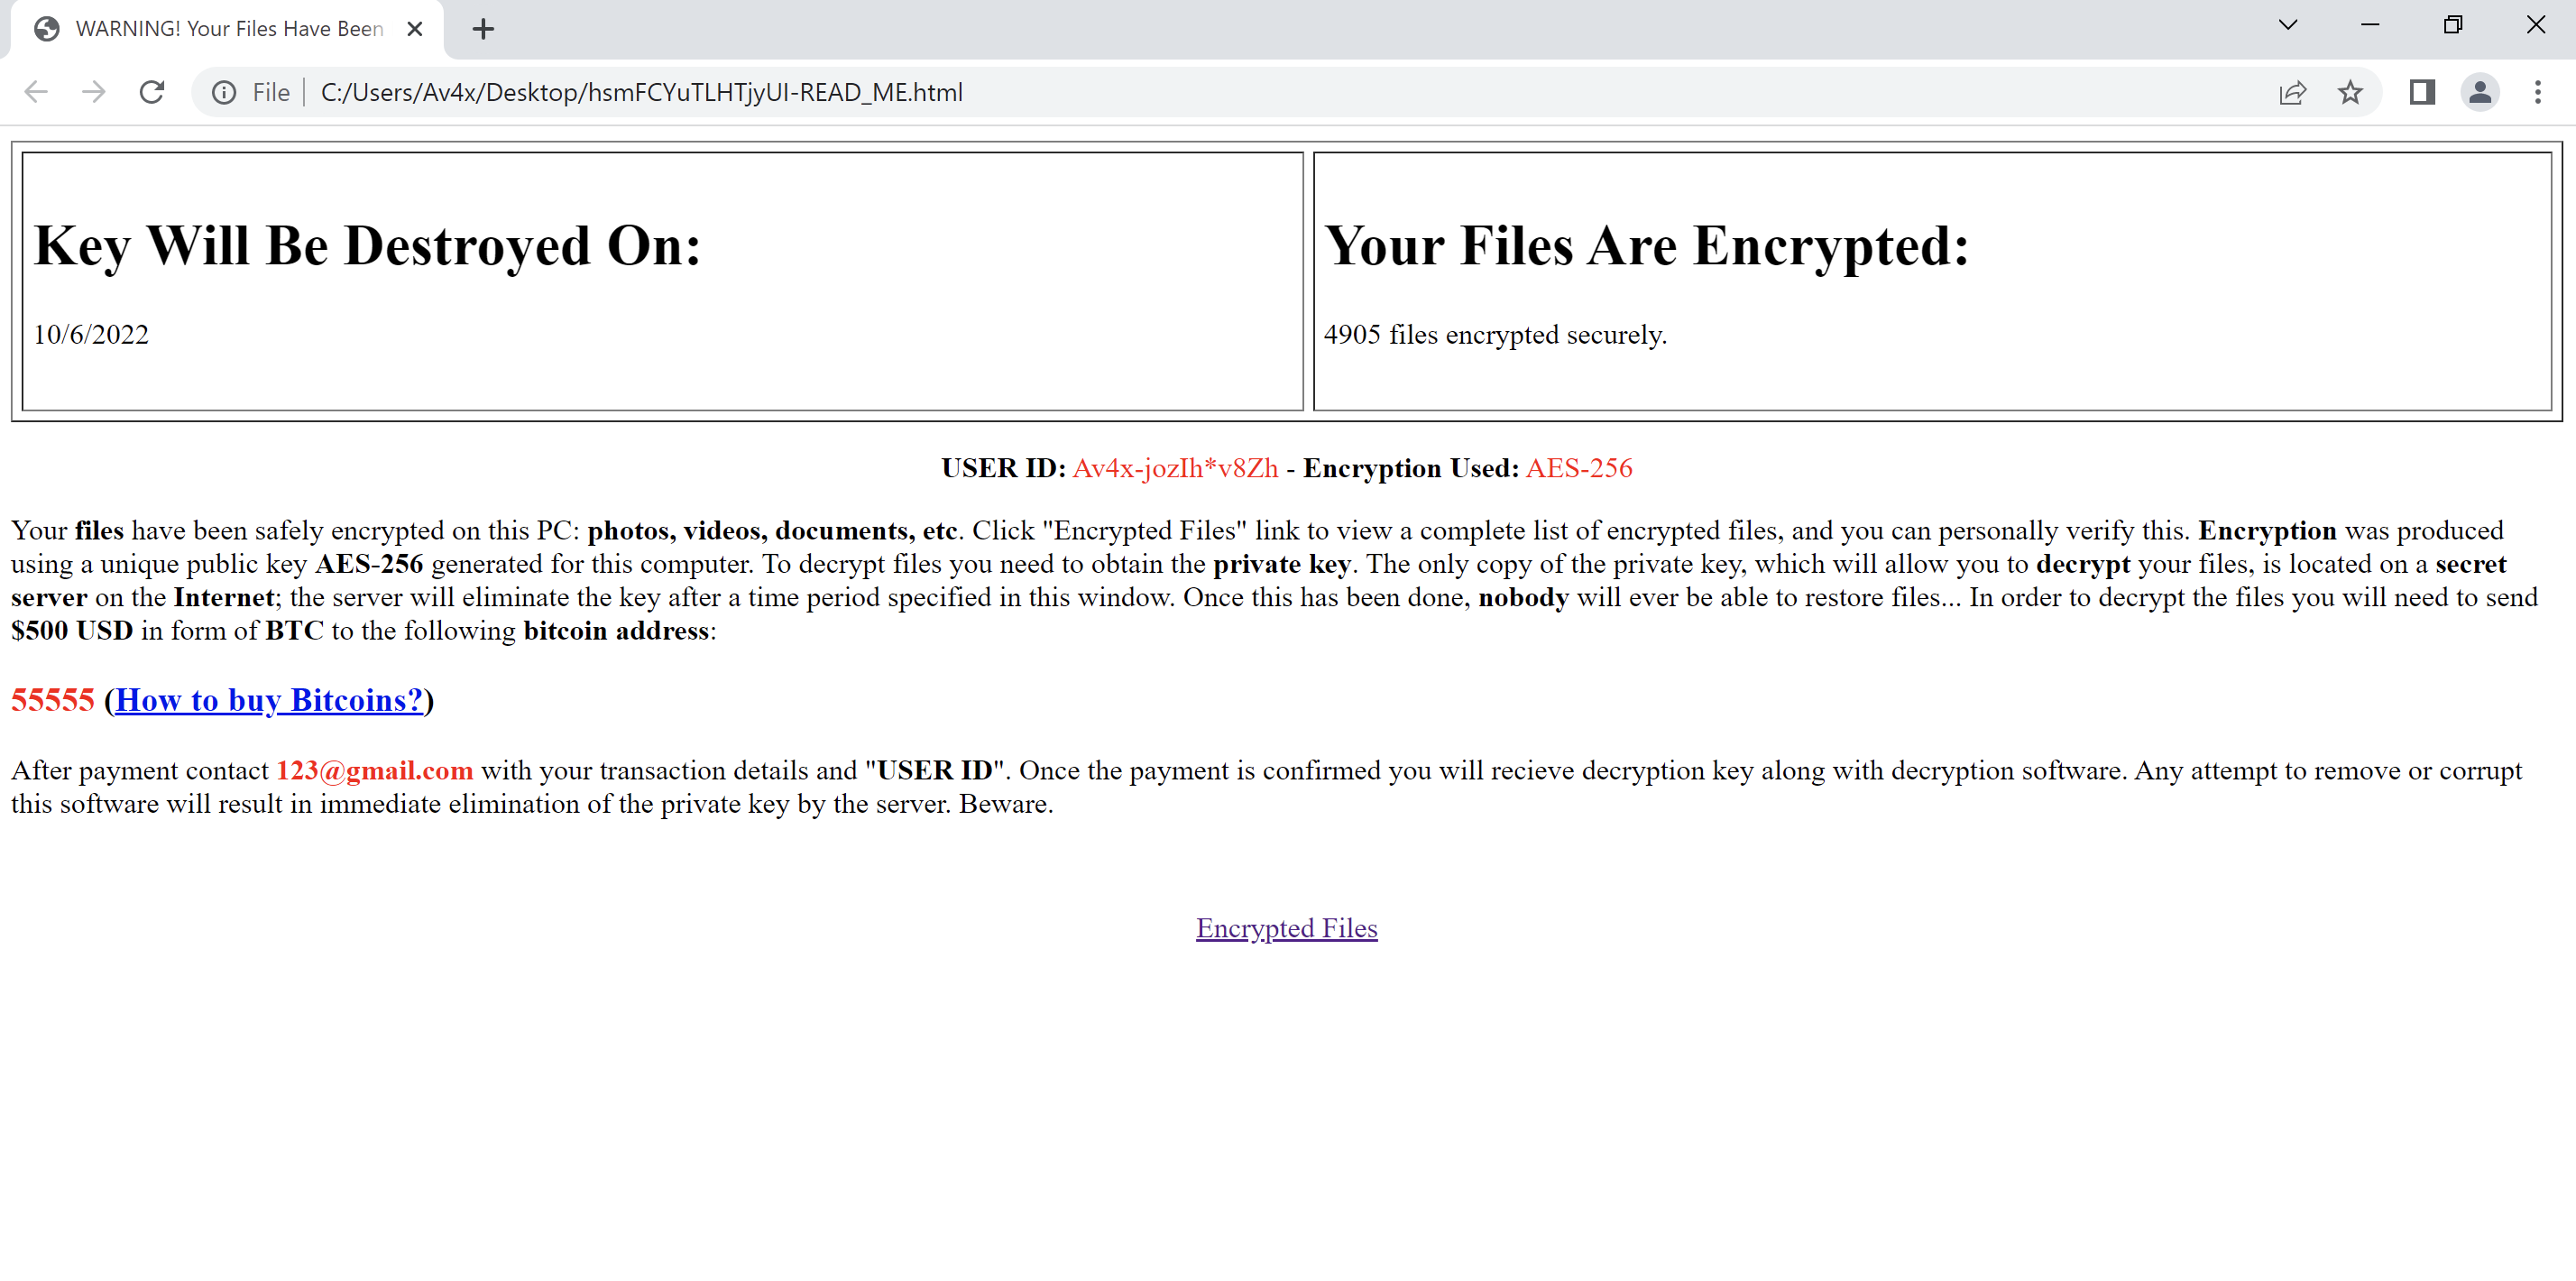 WARNING! Your Files Have Been
File
C:/Users/Av4x/Desktop/hsmFCYuTLHTjyUI-READ_ME.html
Key Will Be Destroyed On:
10/6/2022
Your Files Are Encrypted:
4905 files encrypted securely.
USER ID: Av4x-jozIh*v8Zh - Encryption Used: AES-256
Your files have been safely encrypted on this PC: photos, videos, documents, etc. Click "Encrypted Files" link to view a complete list of encrypted files, and you can personally verify this. Encryption was produced
using a unique public key AES-256 generated for this computer. To decrypt files you need to obtain the private key. The only copy of the private key, which will allow you to decrypt your files, is located on a secret
server on the Internet; the server will eliminate the key after a time period specified in this window. Once this has been done, nobody will ever be able to restore files... In order to decrypt the files you will need to send
$500 USD in form of BTC to the following bitcoin address:
55555 (How to buy Bitcoins?)
After payment contact 123@gmail.com with your transaction details and "USER ID". Once the payment is confirmed you will recieve decryption key along with decryption software. Any attempt to remove or corrupt
this software will result in immediate elimination of the private key by the server. Beware.
Encrypted Files